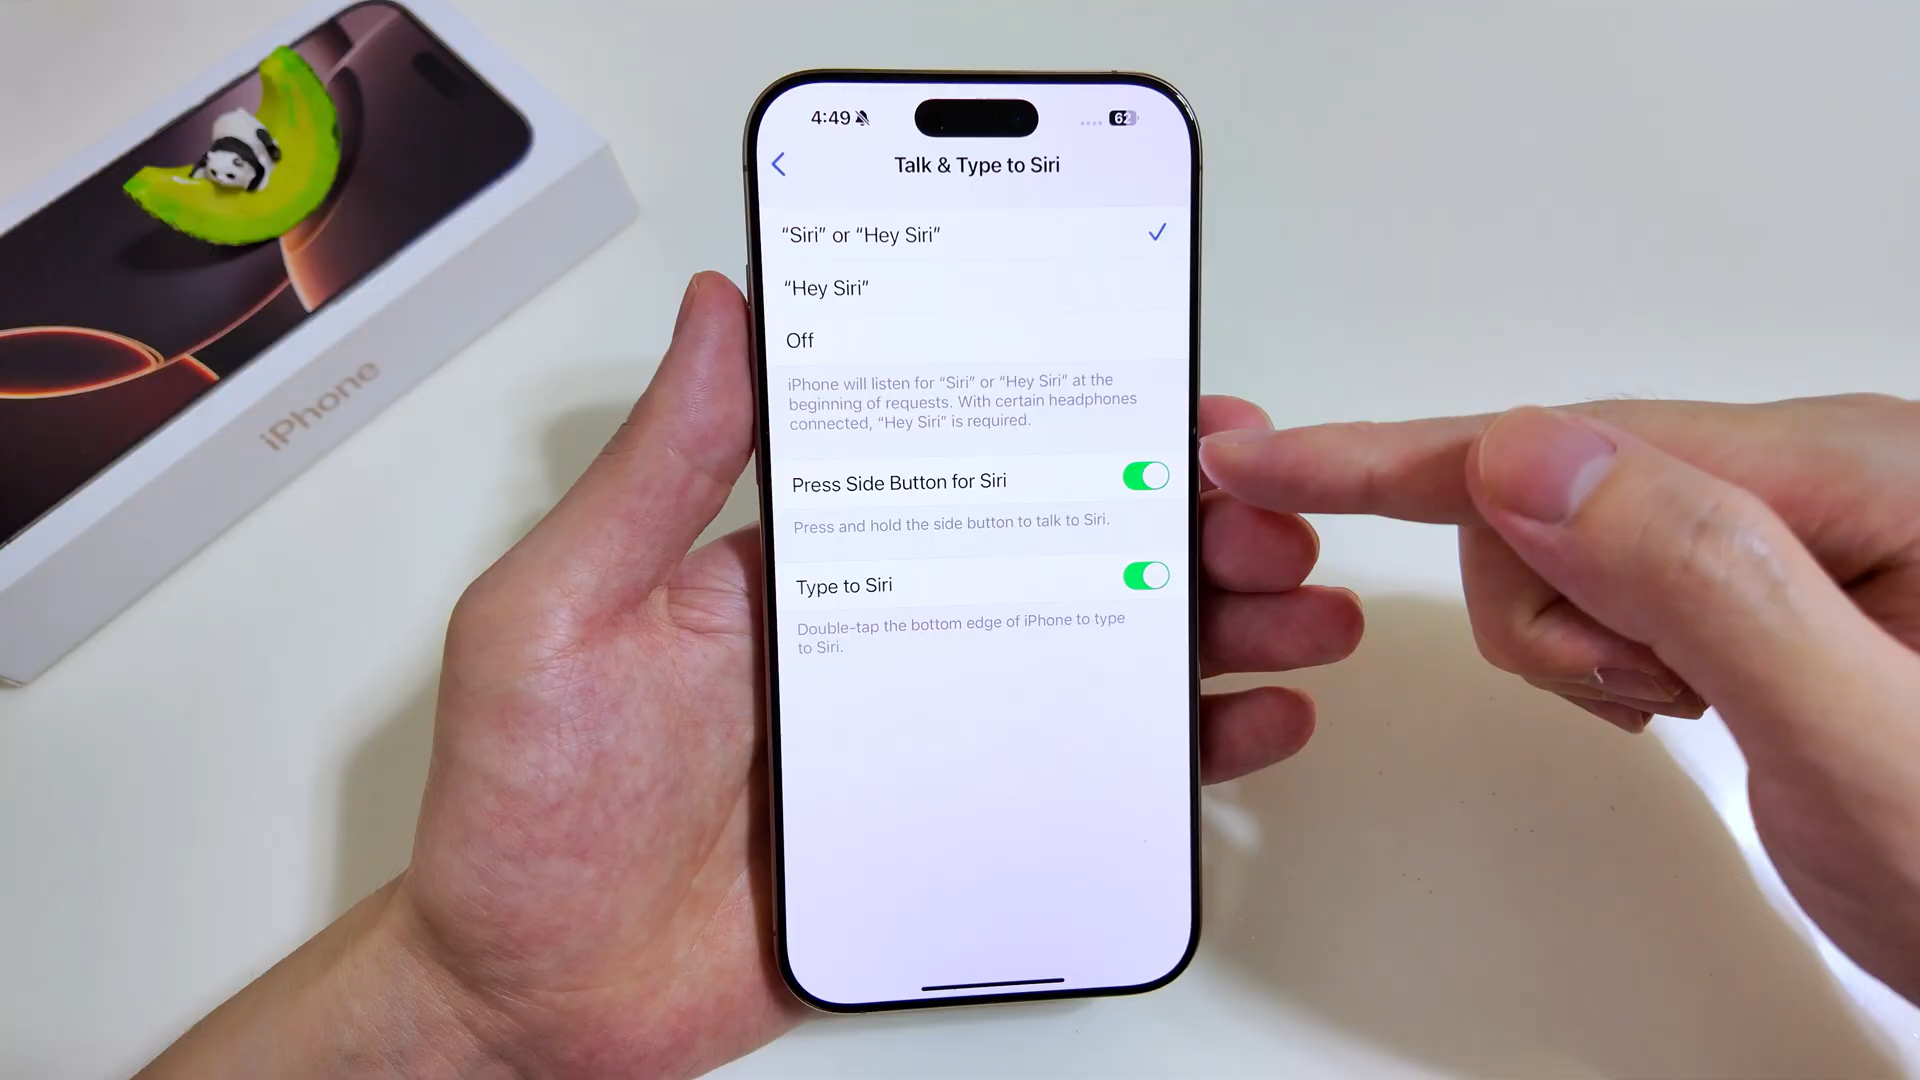 4:49
62
Talk & Type to Siri
“Siri” or “Hey Siri”
“Hey Siri”
Off
iPhone will listen for “Siri” or “Hey Siri” at the
beginning of requests. With certain headphones
connected, “Hey Siri” is required.
Press Side Button for Siri
Press and hold the side button to talk to Siri.
Type to Siri
Double-tap the bottom edge of iPhone to type
to Siri.
iPhone